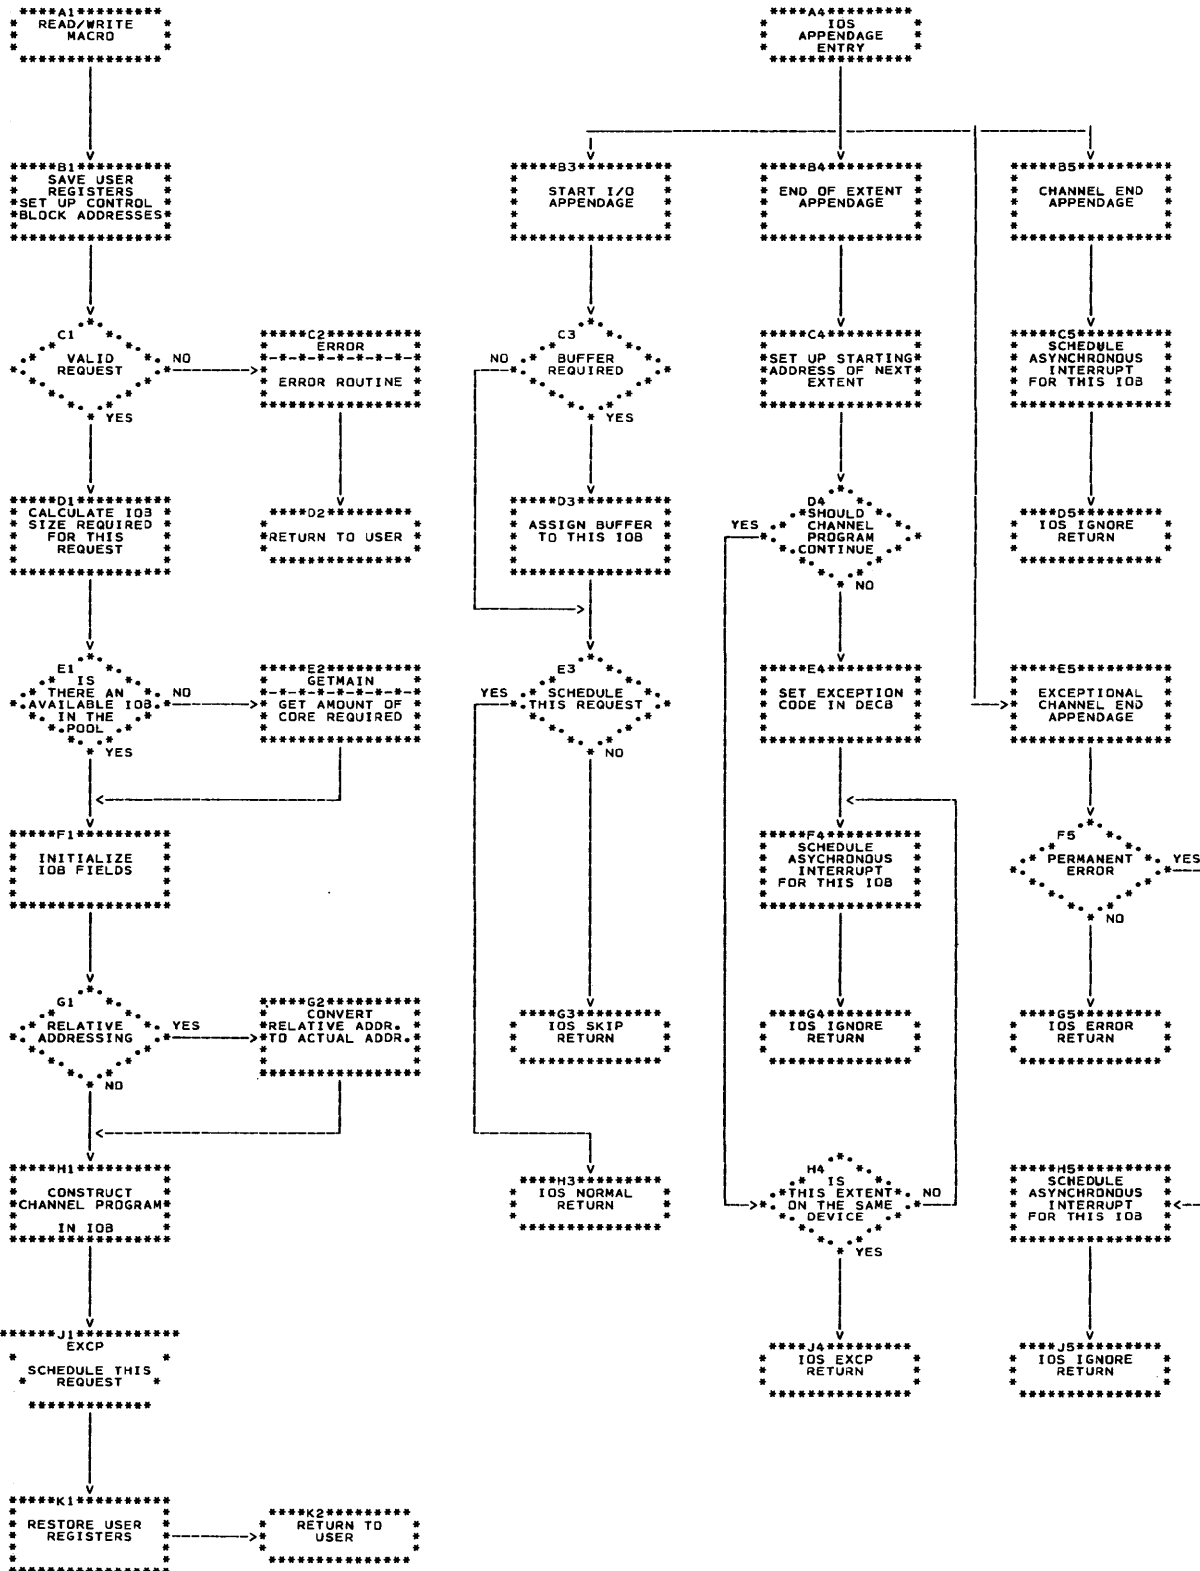 A1
READ/WRITE
MACRO
A4
IOS
APPENDAGE
ENTRY
B1
SAVE USER
REGISTERS
SET UP CONTROL
BLOCK ADDRESSES
B3
START I/O
APPENDAGE
B4
END OF EXTENT
APPENDAGE
B5
CHANNEL END
APPENDAGE
C1
VALID
REQUEST
NO
YES
C2
ERROR
ERROR ROUTINE
C3
BUFFER
REQUIRED
NO
YES
C4
SET UP STARTING
ADDRESS OF NEXT
EXTENT
C5
SCHEDULE
ASYNCHRONOUS
INTERRUPT
FOR THIS IOB
D1
CALCULATE IOB
SIZE REQUIRED
FOR THIS
REQUEST
D2
RETURN TO USER
D3
ASSIGN BUFFER
TO THIS IOB
D4
SHOULD
CHANNEL
PROGRAM
CONTINUE
YES
NO
D5
IOS IGNORE
RETURN
E1
IS
THERE AN
AVAILABLE IOB
IN THE
POOL
NO
YES
E2
GETMAIN
GET AMOUNT OF
CORE REQUIRED
E3
SCHEDULE
THIS REQUEST
YES
NO
E4
SET EXCEPTION
CODE IN DECB
E5
EXCEPTIONAL
CHANNEL END
APPENDAGE
F1
INITIALIZE
IOB FIELDS
F4
SCHEDULE
ASYCHRONOUS
INTERRUPT
FOR THIS IOB
F5
PERMANENT
ERROR
YES
NO
G1
RELATIVE
ADDRESSING
YES
NO
G2
CONVERT
RELATIVE ADDR.
TO ACTUAL ADDR.
G3
IOS SKIP
RETURN
G4
IOS IGNORE
RETURN
G5
IOS ERROR
RETURN
H1
CONSTRUCT
CHANNEL PROGRAM
IN IOB
H3
IOS NORMAL
RETURN
H4
IS
THIS EXTENT
ON THE SAME
DEVICE
NO
YES
H5
SCHEDULE
ASYNCHRONOUS
INTERRUPT
FOR THIS IOB
J1
EXCP
SCHEDULE THIS
REQUEST
J4
IOS EXCP
RETURN
J5
IOS IGNORE
RETURN
K1
RESTORE USER
REGISTERS
K2
RETURN TO
USER